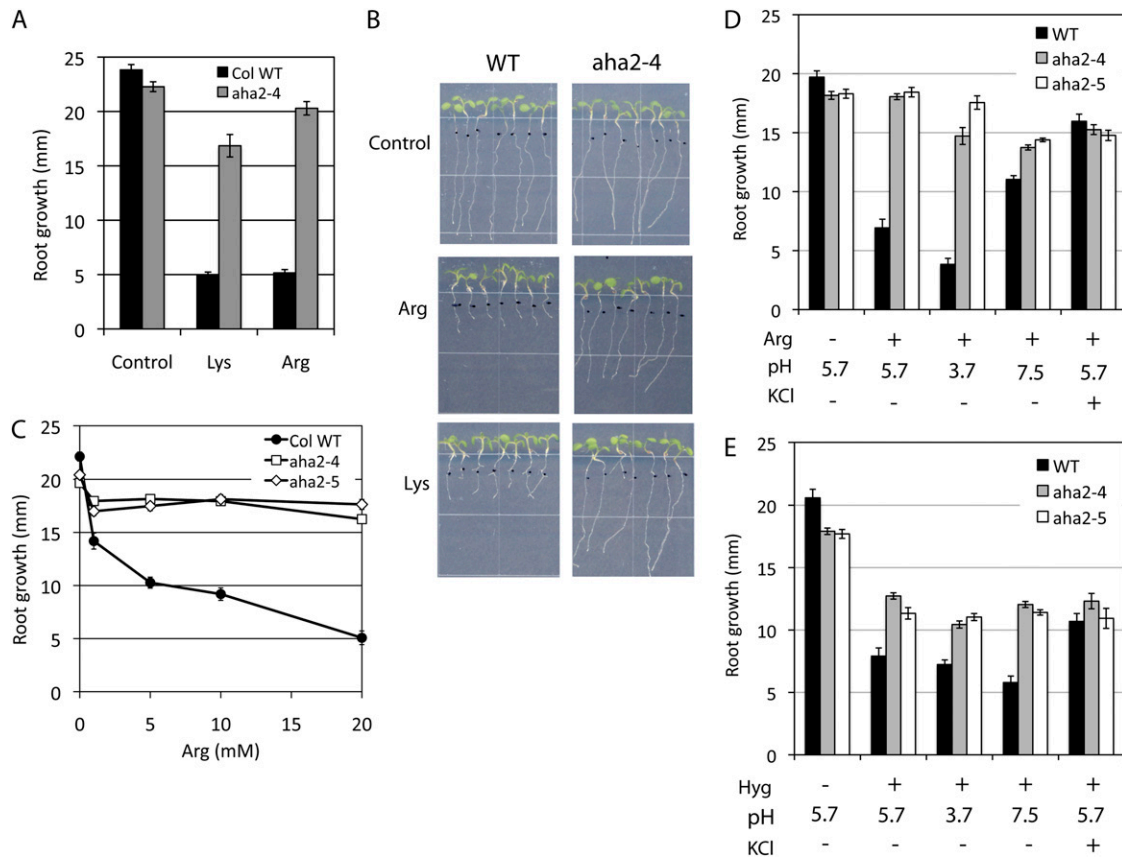 A
25
20
15
10
5
0
Root growth (mm)
Col WT
aha2-4
Control Lys Arg
B
WT aha2-4
Control
Arg
Lys
C
25
20
15
10
5
0
Root growth (mm)
Col WT
aha2-4
aha2-5
0 5 10 15 20
Arg (mM)
D
25
20
15
10
5
0
Root growth (mm)
WT
aha2-4
aha2-5
Arg - + + + +
pH 5.7 5.7 3.7 7.5 5.7
KCl - - - - +
E
25
20
15
10
5
0
Root growth (mm)
WT
aha2-4
aha2-5
Hyg - + + + +
pH 5.7 5.7 3.7 7.5 5.7
KCl - - - - +